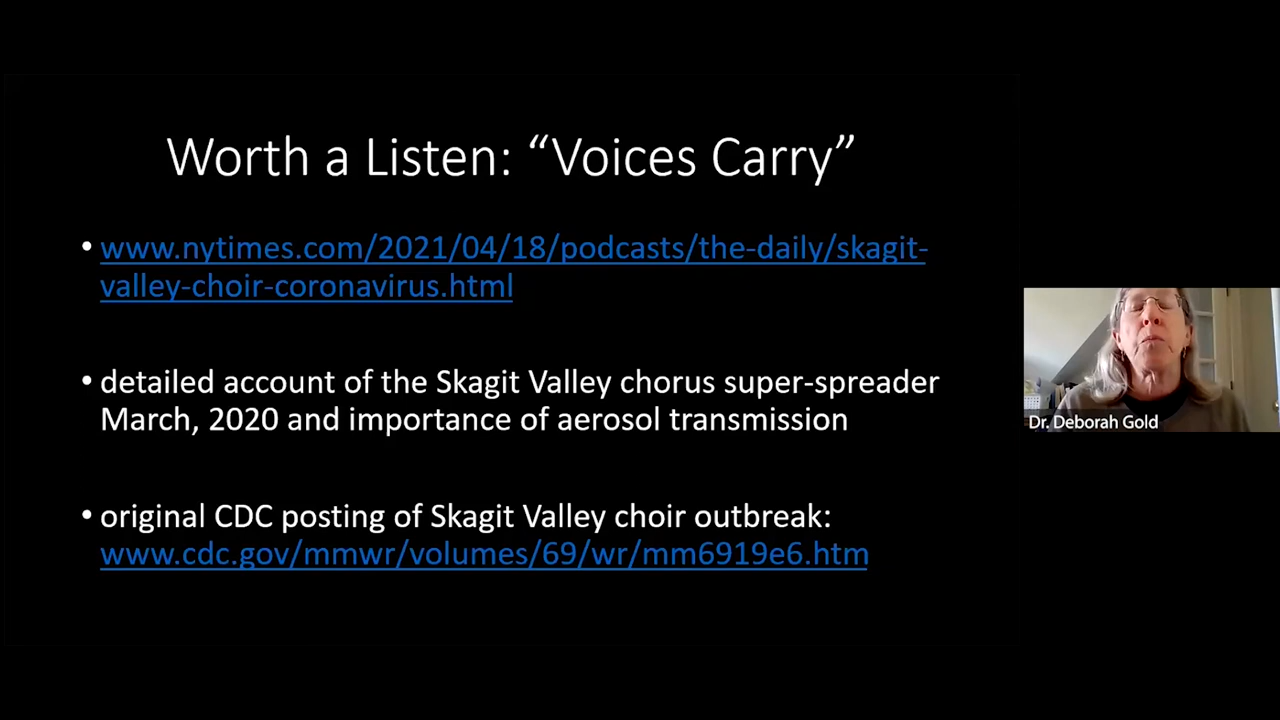 Worth a Listen: “Voices Carry”
• www.nytimes.com/2021/04/18/podcasts/the-daily/skagit-
valley-choir-coronavirus.html
• detailed account of the Skagit Valley chorus super-spreader
March, 2020 and importance of aerosol transmission
• original CDC posting of Skagit Valley choir outbreak:
www.cdc.gov/mmwr/volumes/69/wr/mm6919e6.htm
Dr. Deborah Gold